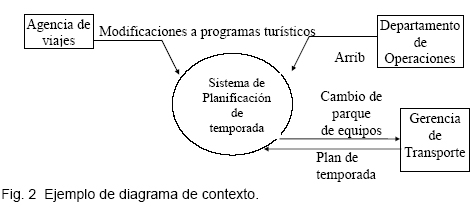 Agencia de
viajes
Modificaciones a programas turísticos
Departamento
de
Operaciones
Arrib
Sistema de
Planificación
de
temporada
Cambio de
parque
de equipos
Gerencia
de
Transporte
Plan de
temporada
Fig. 2 Ejemplo de diagrama de contexto.